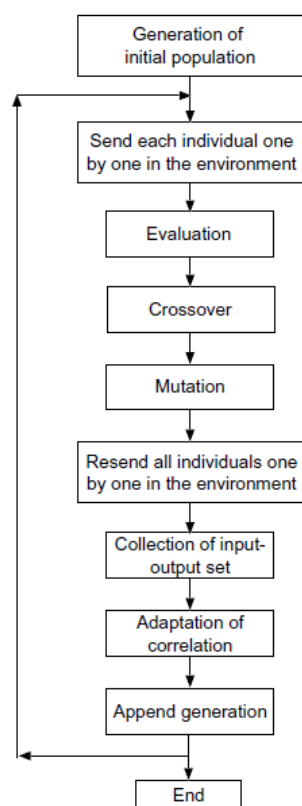 Generation of
initial population
Send each individual one
by one in the environment
Evaluation
Crossover
Mutation
Resend all individuals one
by one in the environment
Collection of input-
output set
Adaptation of
correlation
Append generation
End